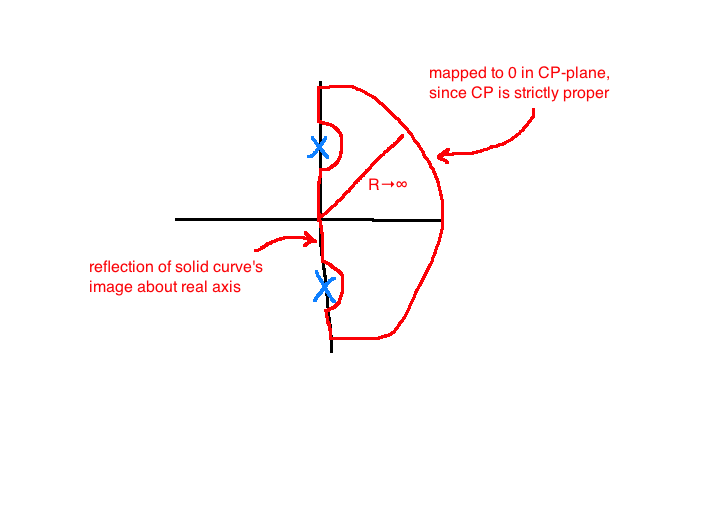 mapped to 0 in CP-plane,
since CP is strictly proper
R→∞
reflection of solid curve's
image about real axis